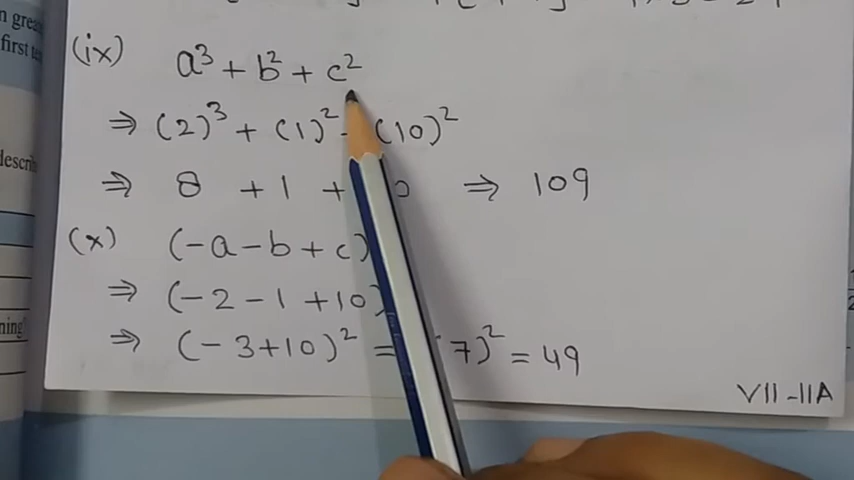 (ix) a³ + b² + c²
⇒ (2)³ + (1)² (10)²
⇒ 8 + 1 + 0 ⇒ 109
(x) (-a-b+c)
⇒ (-2-1+10)
⇒ (-3+10)² = 7)² = 49
VII-IIA